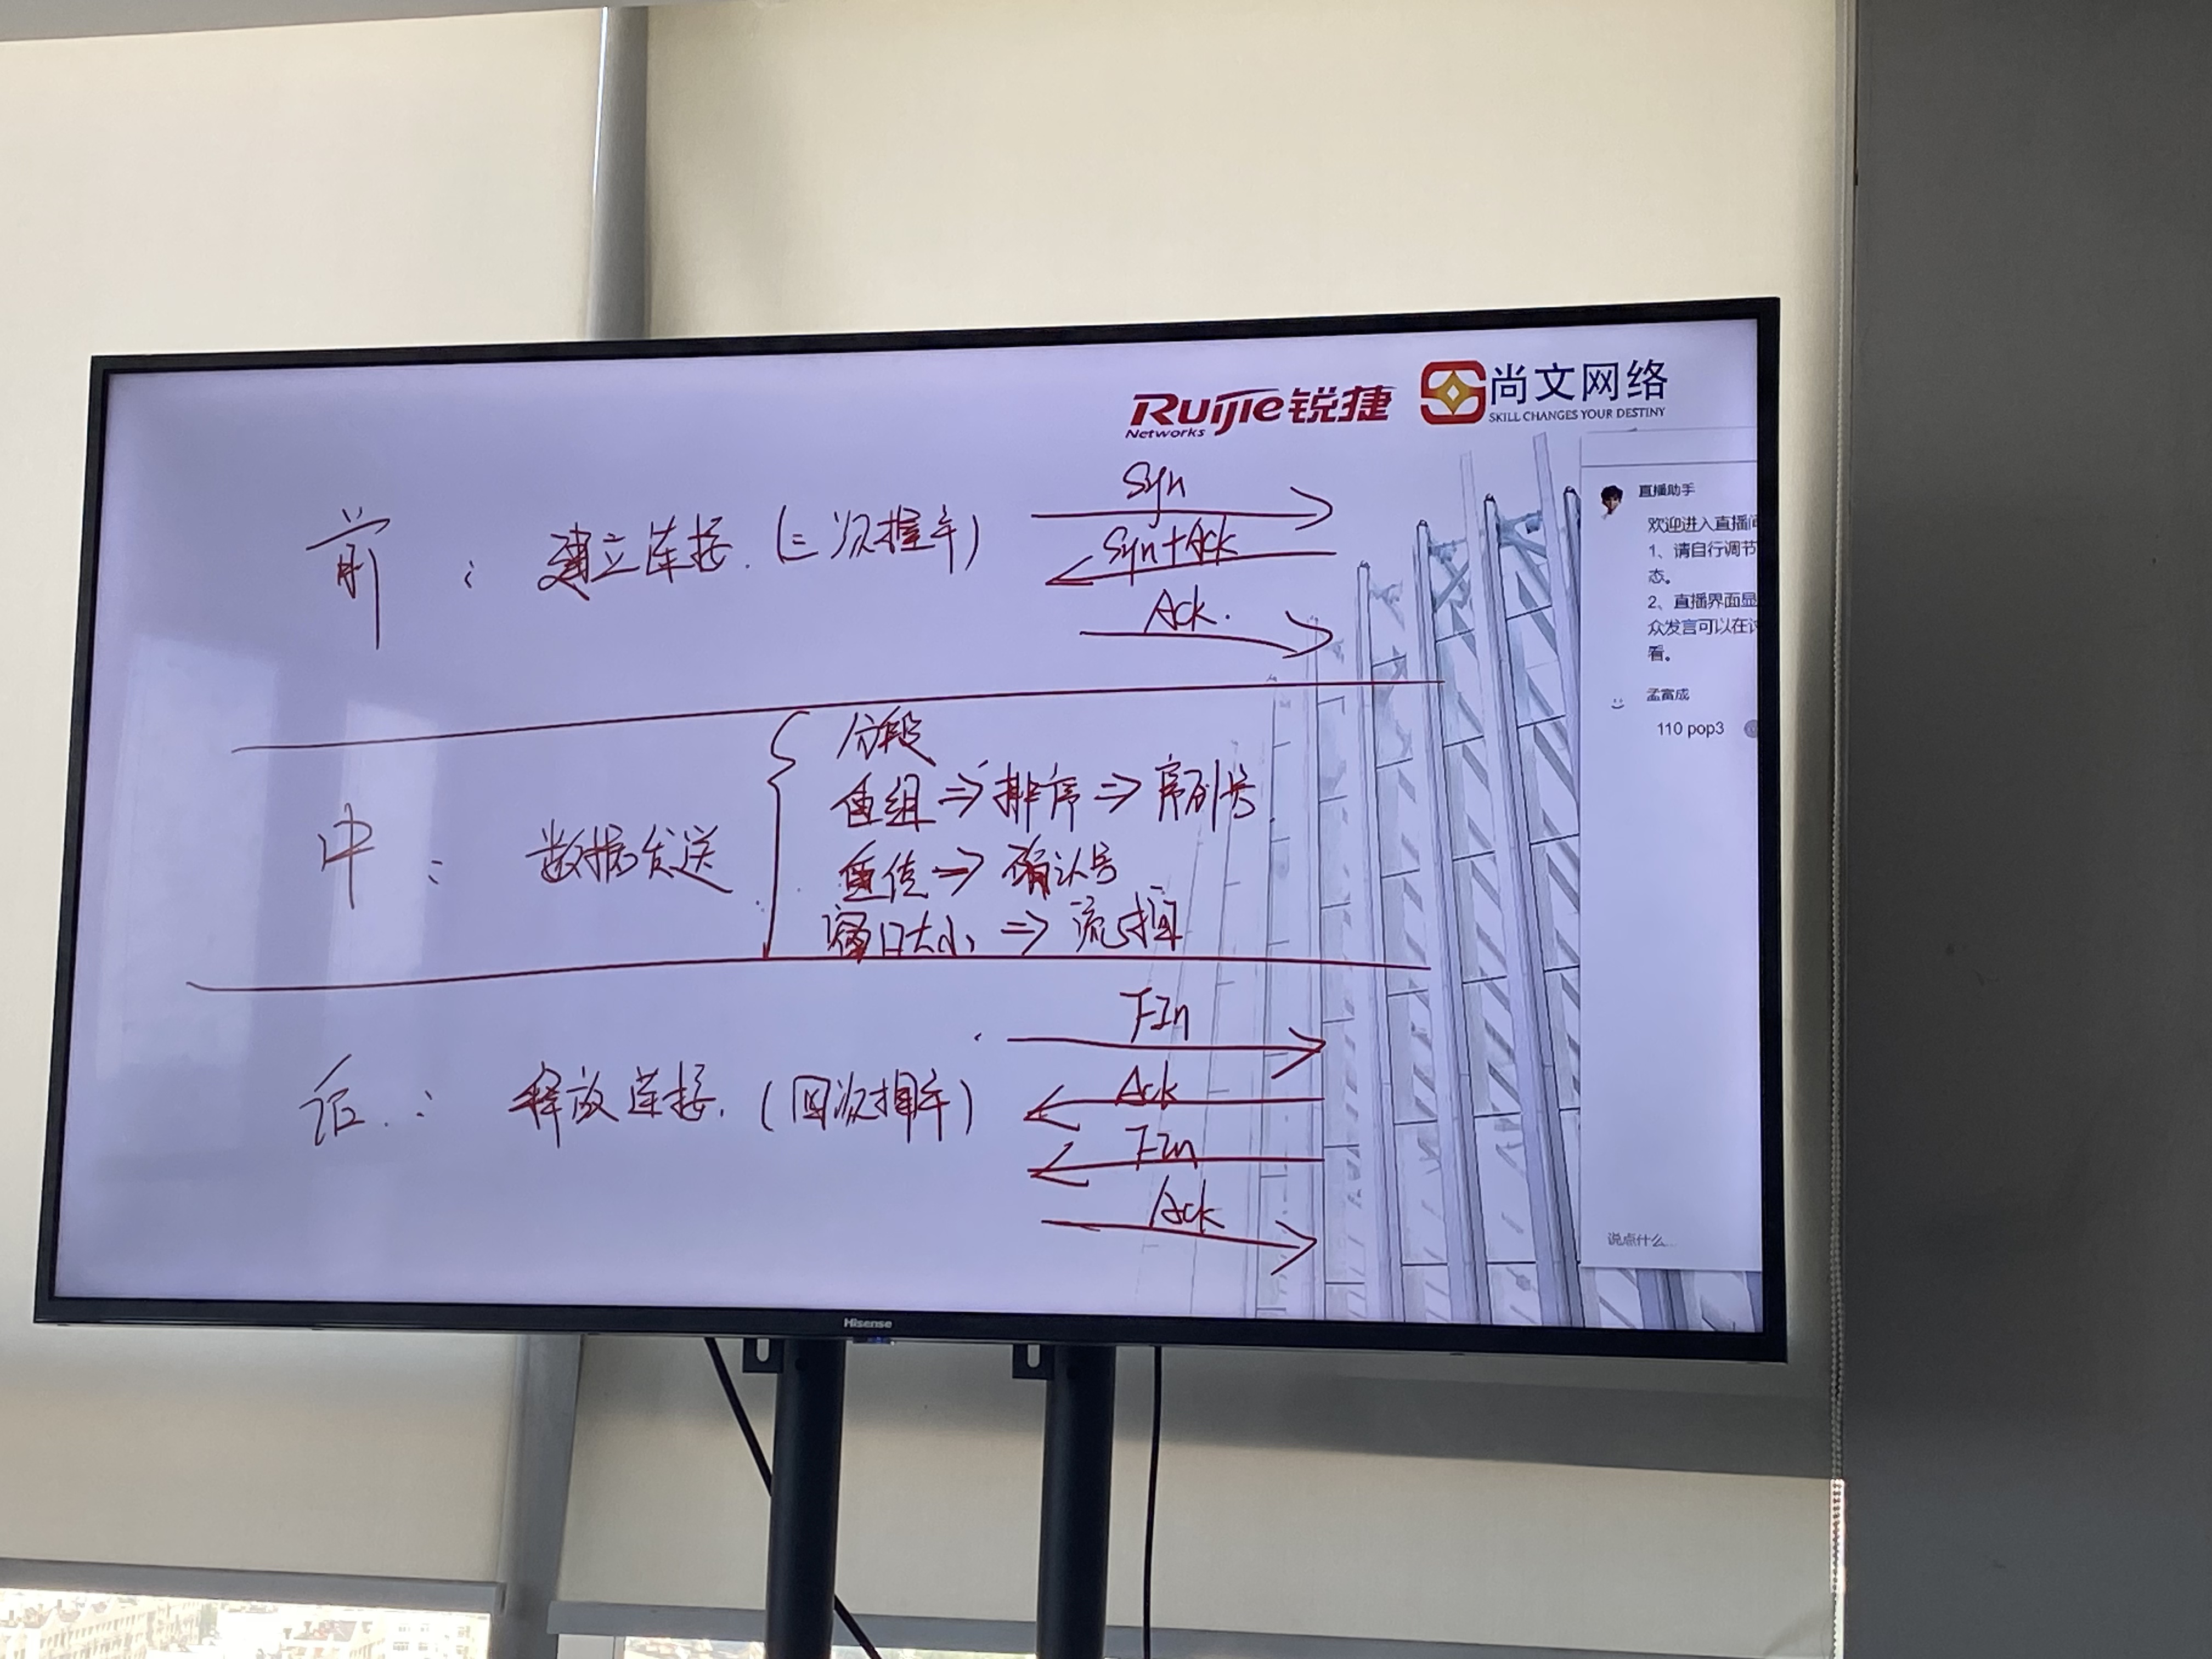 Ruijie锐捷
Networks
尚文网络
SKILL CHANGES YOUR DESTINY
前：建立连接.（三次握手）
Syn
Syn+Ack
Ack.
中：数据发送
分段
重组⇒排序⇒序列号
重传⇒确认号
窗口大小⇒流控
后：释放连接.（四次挥手）
FIn
Ack
FIn
Ack
直播助手
欢迎进入直播间
1、请自行调节
态。
2、直播界面显
众发言可以在讨
看。
孟富成
110 pop3
说点什么...
Hisense